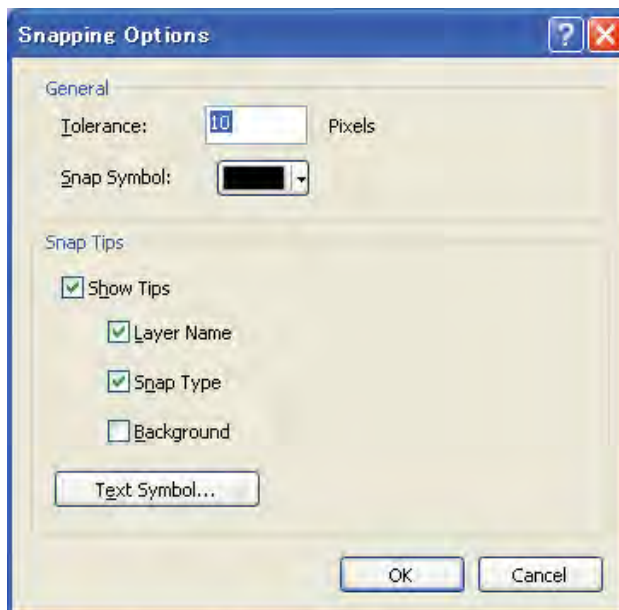 Snapping Options
General
Tolerance: 10 Pixels
Snap Symbol:
Snap Tips
Show Tips
Layer Name
Snap Type
Background
Text Symbol...
OK Cancel